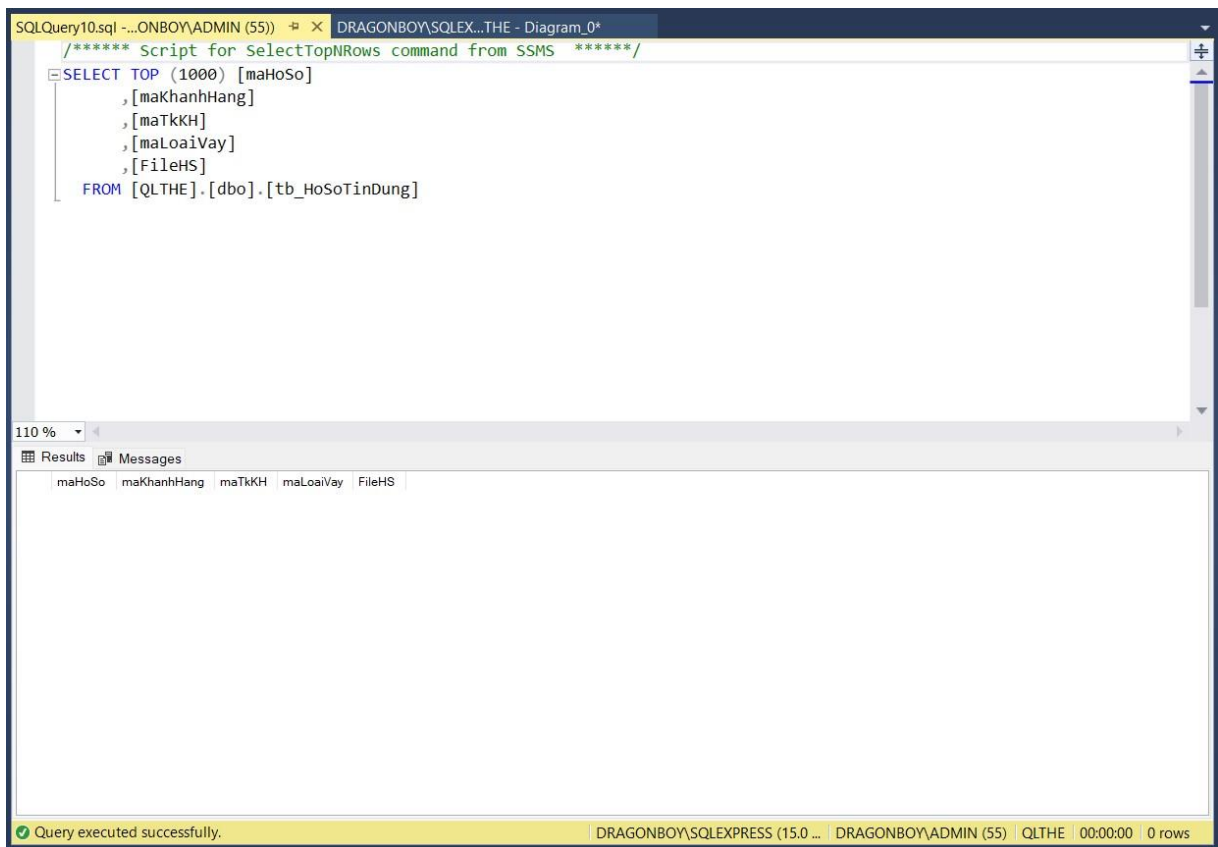 SQLQuery10.sql -...ONBOY\ADMIN (55)) DRAGONBOY\SQLEX...THE - Diagram_0*
/****** Script for SelectTopNRows command from SSMS ******/
SELECT TOP (1000) [maHoSo]
,[maKhanhHang]
,[maTkKH]
,[maLoaiVay]
,[FileHS]
FROM [QLTHE].[dbo].[tb_HoSoTinDung]
110 %
Results Messages
maHoSo maKhanhHang maTkKH maLoaiVay FileHS
Query executed successfully. DRAGONBOY\SQLEXPRESS (15.0 ... DRAGONBOY\ADMIN (55) QLTHE 00:00:00 0 rows